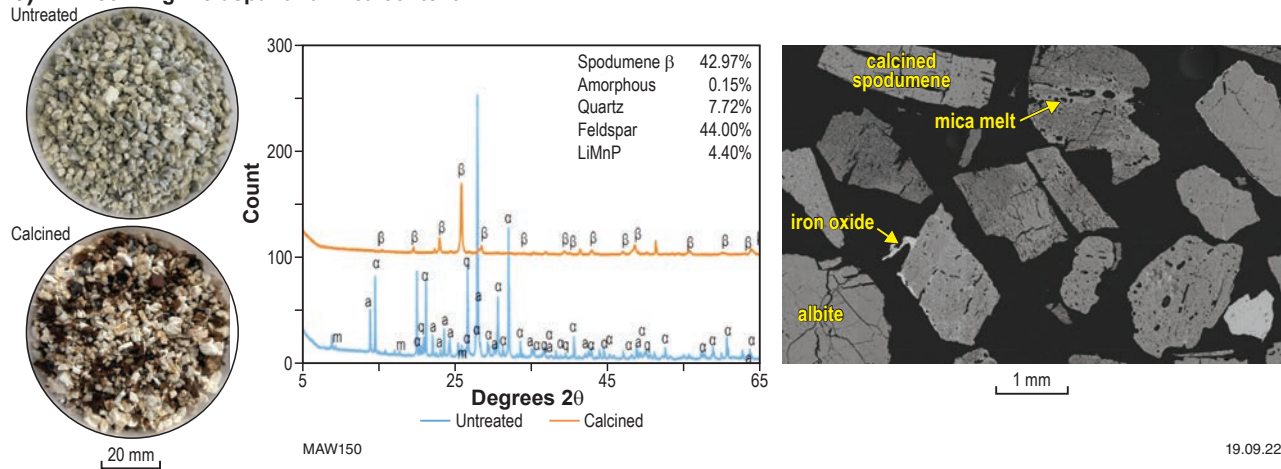 Untreated
Calcined
20 mm
Count
300
200
100
0
5
25
45
65
Degrees 2θ
Untreated
Calcined
Spodumene β 42.97%
Amorphous 0.15%
Quartz 7.72%
Feldspar 44.00%
LiMnP 4.40%
β
β β β β β β β β β β β β β
α
m a α m q α a a q a α α
MAW150
calcined
spodumene
mica melt
iron oxide
albite
1 mm
19.09.22